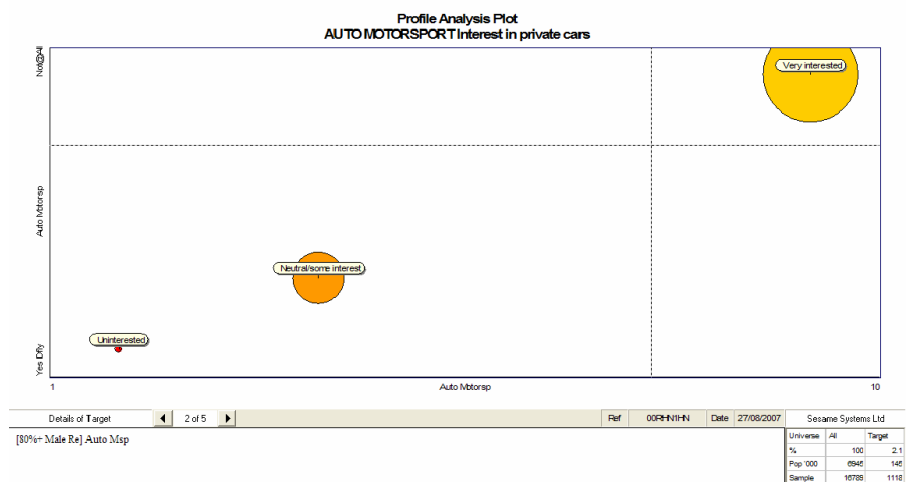 Profile Analysis Plot
AUTO MOTORSPORT Interest in private cars
Not@All
Very interested
Auto Motorsp
Neutral/some interest
Uninterested
Yes Dfly
1 Auto Motorsp 10
Details of Target 2 of 5 Ref 00RHN1HN Date 27/08/2007 Sesame Systems Ltd
[80%+ Male Re] Auto Msp
Universe All Target
% 100 2.1
Pop '000 6945 145
Sample 16789 1118